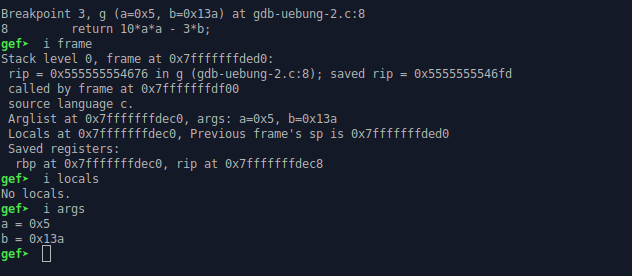 Breakpoint 3, g (a=0x5, b=0x13a) at gdb-uebung-2.c:8
8         return 10*a*a - 3*b;
gef➤  i frame
Stack level 0, frame at 0x7fffffffded0:
 rip = 0x555555554676 in g (gdb-uebung-2.c:8); saved rip = 0x5555555546fd
 called by frame at 0x7fffffffdf00
 source language c.
 Arglist at 0x7fffffffdec0, args: a=0x5, b=0x13a
 Locals at 0x7fffffffdec0, Previous frame's sp is 0x7fffffffded0
 Saved registers:
  rbp at 0x7fffffffdec0, rip at 0x7fffffffdec8
gef➤  i locals
No locals.
gef➤  i args
a = 0x5
b = 0x13a
gef➤